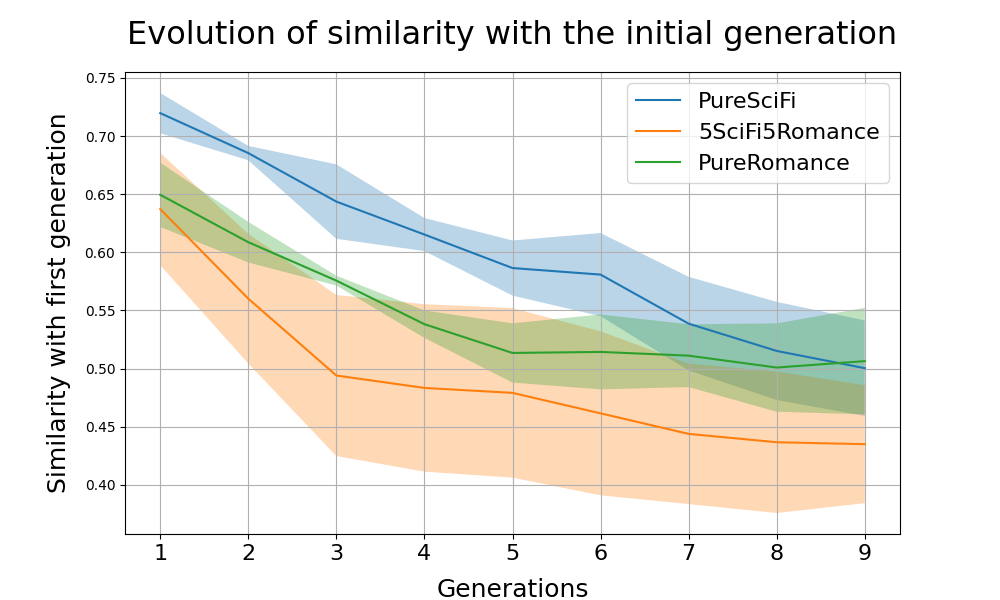 Evolution of similarity with the initial generation
Similarity with first generation
0.75
0.70
0.65
0.60
0.55
0.50
0.45
0.40
PureSciFi
5SciFi5Romance
PureRomance
1 2 3 4 5 6 7 8 9
Generations